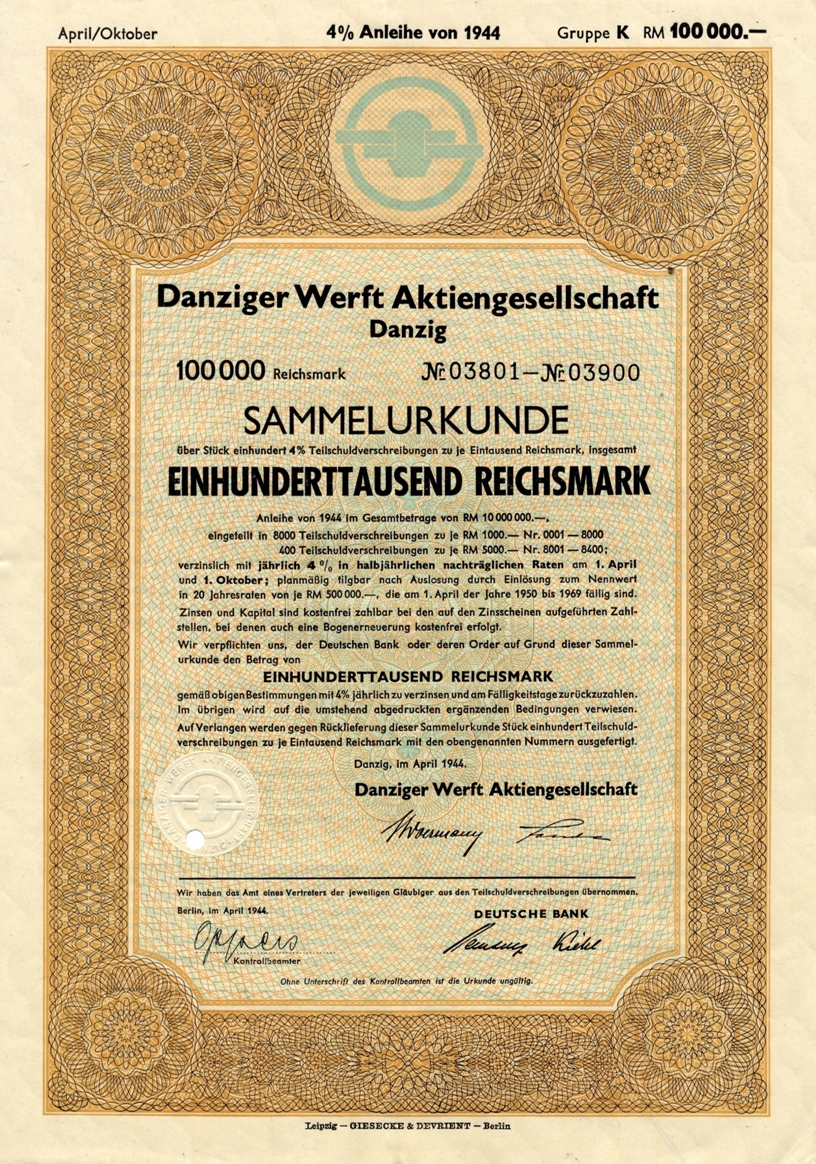 April/Oktober 4% Anleihe von 1944 Gruppe K RM 100 000.—
Danziger Werft Aktiengesellschaft
Danzig
100 000 Reichsmark № 03801—№ 03900
SAMMELURKUNDE
über Stück einhundert 4% Teilschuldverschreibungen zu je Eintausend Reichsmark, insgesamt
EINHUNDERTTAUSEND REICHSMARK
Anleihe von 1944 im Gesamtbetrage von RM 10 000 000.—,
eingeteilt in 8000 Teilschuldverschreibungen zu je RM 1000.— Nr. 0001 — 8000
400 Teilschuldverschreibungen zu je RM 5000.— Nr. 8001 — 8400;
verzinslich mit jährlich 4% in halbjährlichen nachträglichen Raten am 1. April
und 1. Oktober; planmäßig tilgbar nach Auslosung durch Einlösung zum Nennwert
in 20 Jahresraten von je RM 500 000.—, die am 1. April der Jahre 1950 bis 1969 fällig sind.
Zinsen und Kapital sind kostenfrei zahlbar bei den auf den Zinsscheinen aufgeführten Zahl-
stellen, bei denen auch eine Bogenerneuerung kostenfrei erfolgt.
Wir verpflichten uns, der Deutschen Bank oder deren Order auf Grund dieser Sammel-
urkunde den Betrag von
EINHUNDERTTAUSEND REICHSMARK
gemäß obigen Bestimmungen mit 4% jährlich zu verzinsen und am Fälligkeitstage zurückzuzahlen.
Im übrigen wird auf die umstehend abgedruckten ergänzenden Bedingungen verwiesen.
Auf Verlangen werden gegen Rücklieferung dieser Sammelurkunde Stück einhundert Teilschuld-
verschreibungen zu je Eintausend Reichsmark mit den obengenannten Nummern ausgefertigt.
Danzig, im April 1944.
Danziger Werft Aktiengesellschaft
Wir haben das Amt eines Vertreters der jeweiligen Gläubiger aus den Teilschuldverschreibungen übernommen.
Berlin, im April 1944.
DEUTSCHE BANK
Kontrollbeamter
Ohne Unterschrift des Kontrollbeamten ist die Urkunde ungültig.
Leipzig — GIESECKE & DEVRIENT — Berlin